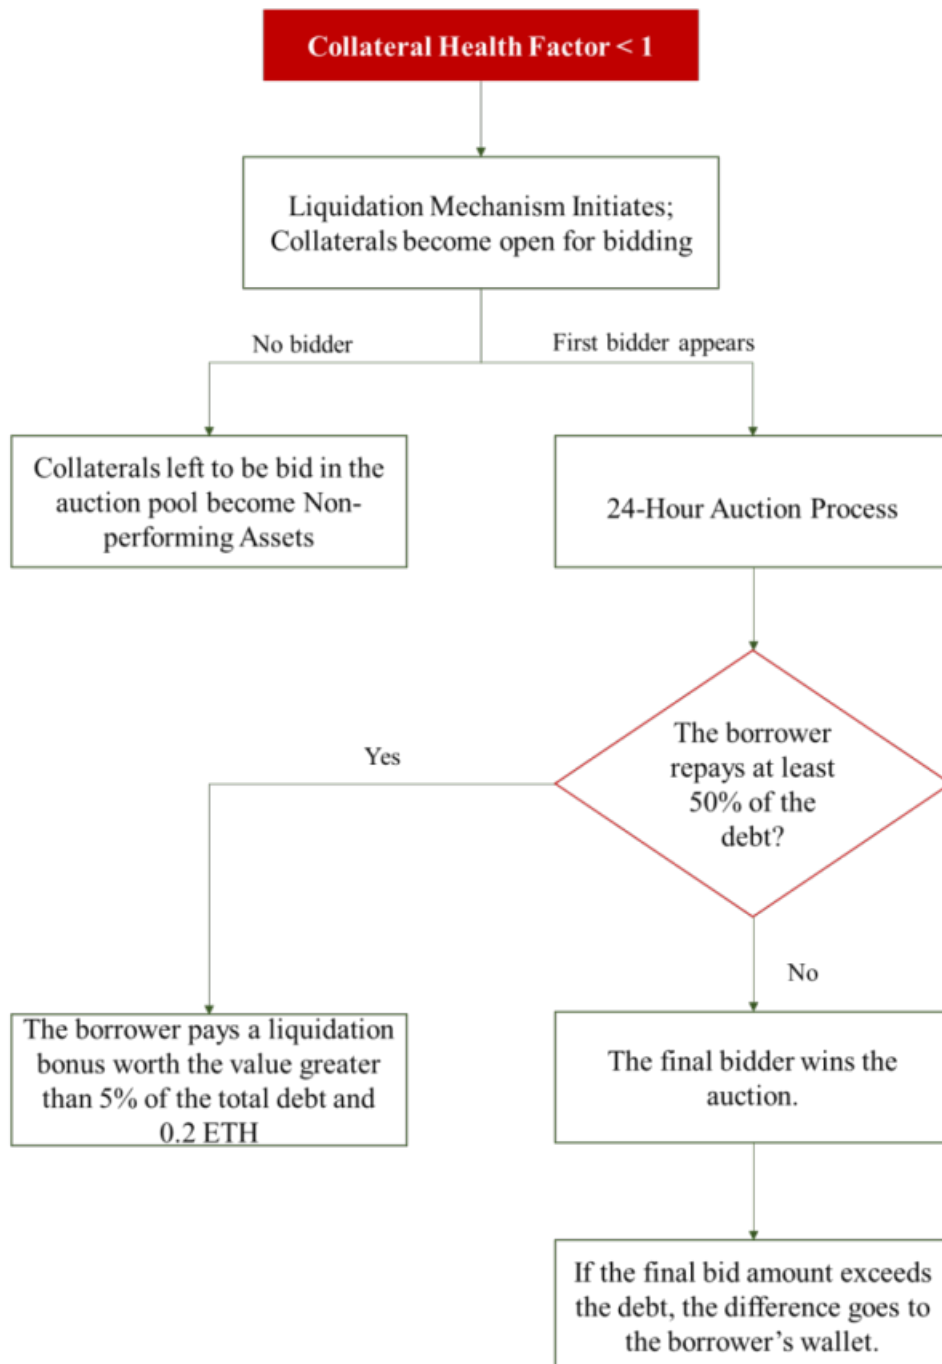 Collateral Health Factor < 1
Liquidation Mechanism Initiates;
Collaterals become open for bidding
No bidder
First bidder appears
Collaterals left to be bid in the
auction pool become Non-
performing Assets
24-Hour Auction Process
The borrower
repays at least
50% of the
debt?
Yes
No
The borrower pays a liquidation
bonus worth the value greater
than 5% of the total debt and
0.2 ETH
The final bidder wins the
auction.
If the final bid amount exceeds
the debt, the difference goes to
the borrower's wallet.